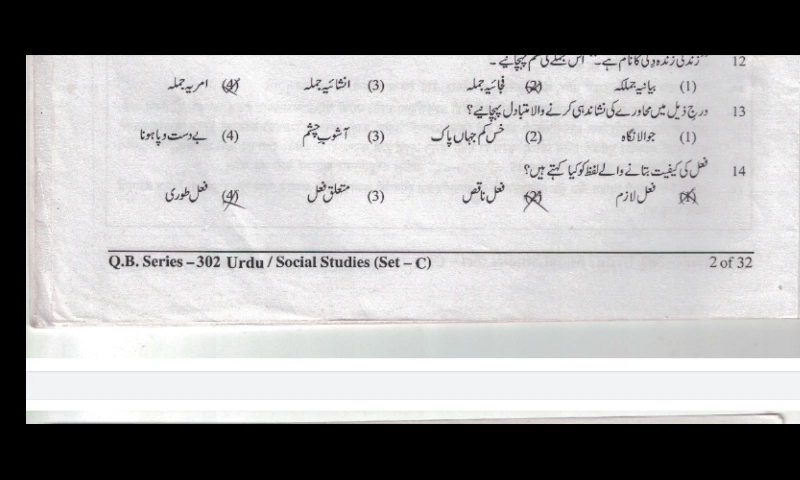 12 "زندگی زندہ دلی کا نام ہے۔" اس جملے کی قسم پہچانیے۔
(1) بیانیہ جملکہ (2) فجائیہ جملہ (3) انشائیہ جملہ (4) امریہ جملہ
13 درج ذیل میں محاورے کی نشاندہی کرنے والا متبادل پہچانیے؟
(1) جولا نگاہ (2) خس کم جہاں پاک (3) آشوبِ چشم (4) بے دست و پا ہونا
14 فعل کی کیفیت بتانے والے لفظ کو کیا کہتے ہیں؟
(1) فعل لازم (2) فعل ناقص (3) متعلق فعل (4) فعل طوری
Q.B. Series – 302 Urdu / Social Studies (Set – C) 2 of 32